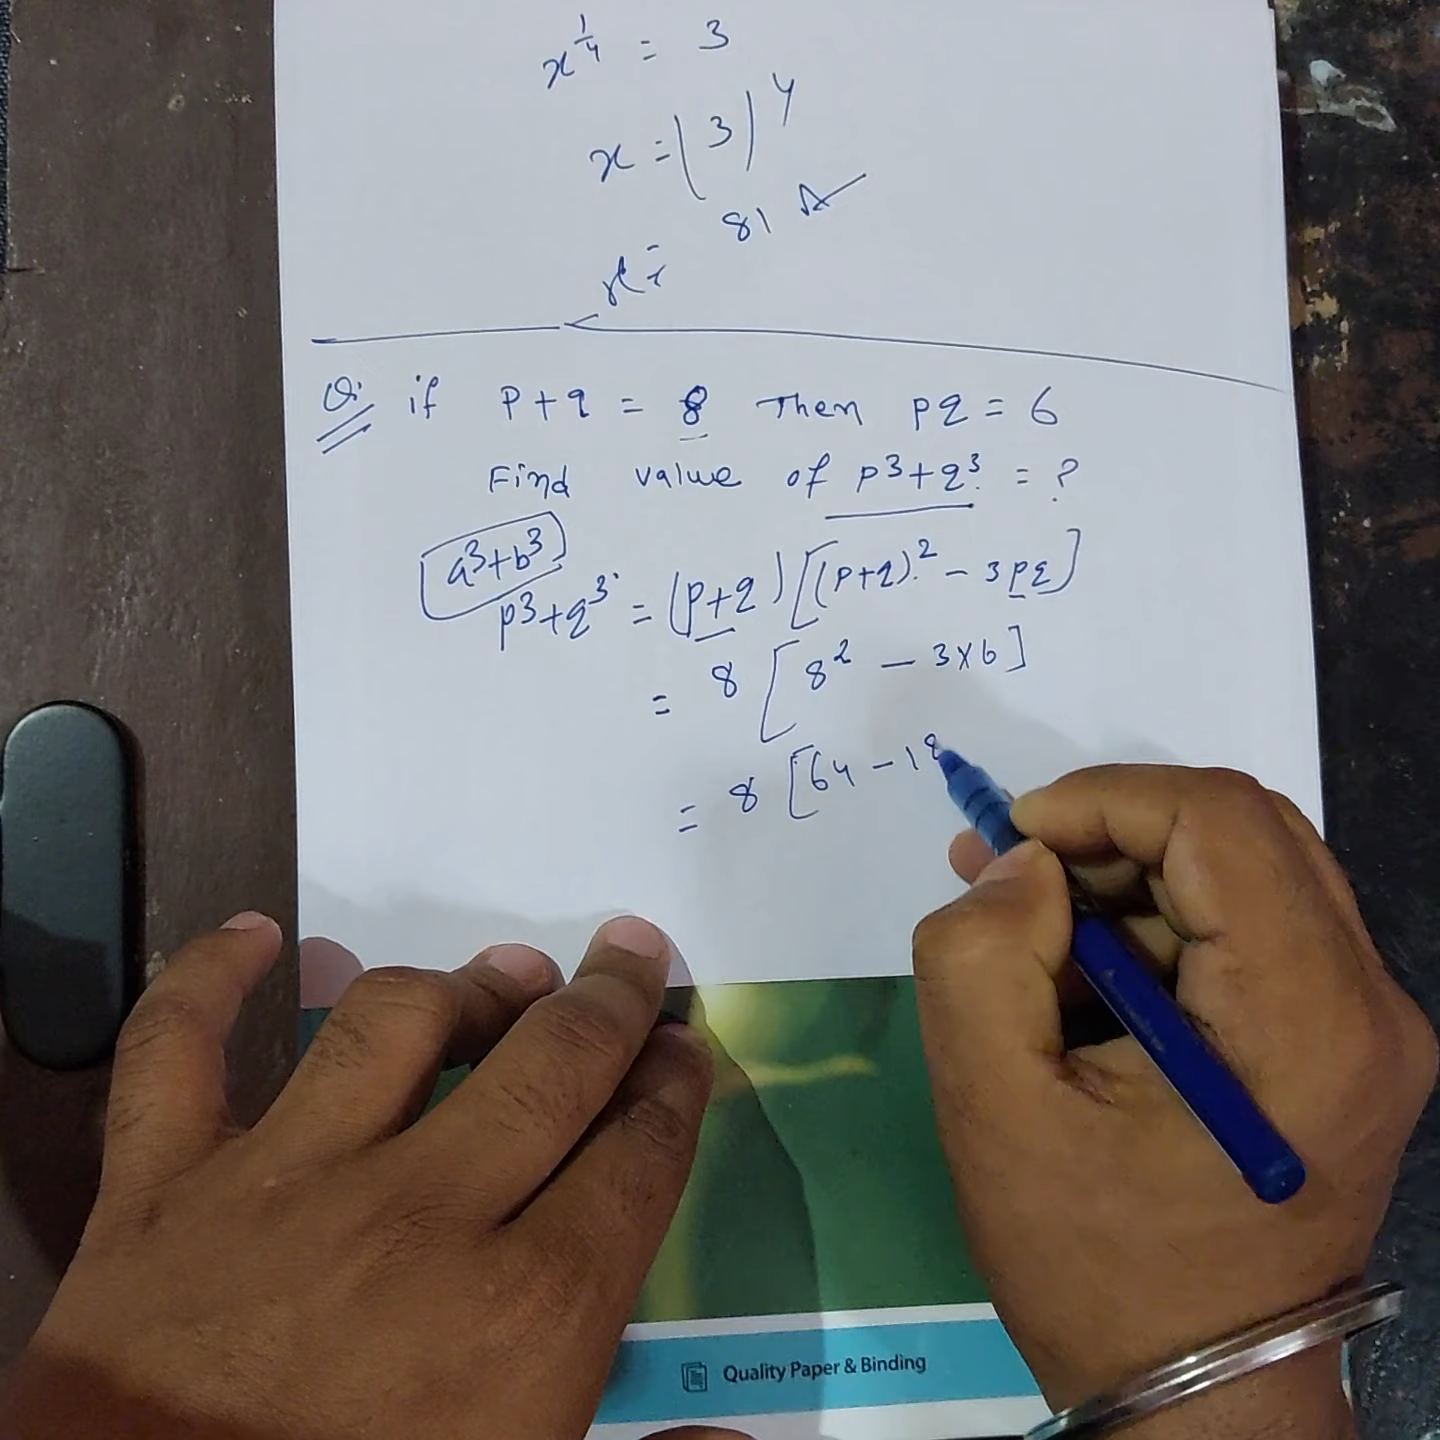 x^1/4 = 3
x = (3)^4
x = 81
Q: if p+q = 8 Then pq = 6
Find value of p³+q³ = ?
a³+b³
p³+q³ = (p+q)[(p+q)² - 3pq]
= 8 [8² - 3×6]
= 8 [64 - 18
Quality Paper & Binding